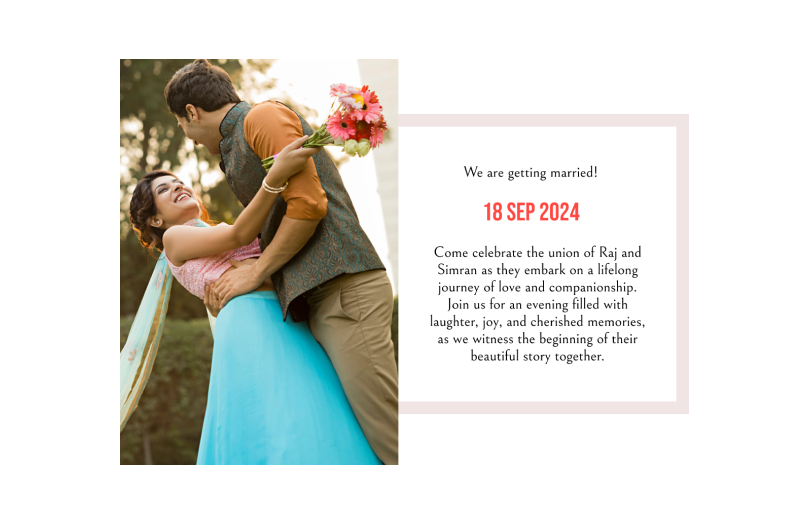 We are getting married!
18 SEP 2024
Come celebrate the union of Raj and
Simran as they embark on a lifelong
journey of love and companionship.
Join us for an evening filled with
laughter, joy, and cherished memories,
as we witness the beginning of their
beautiful story together.